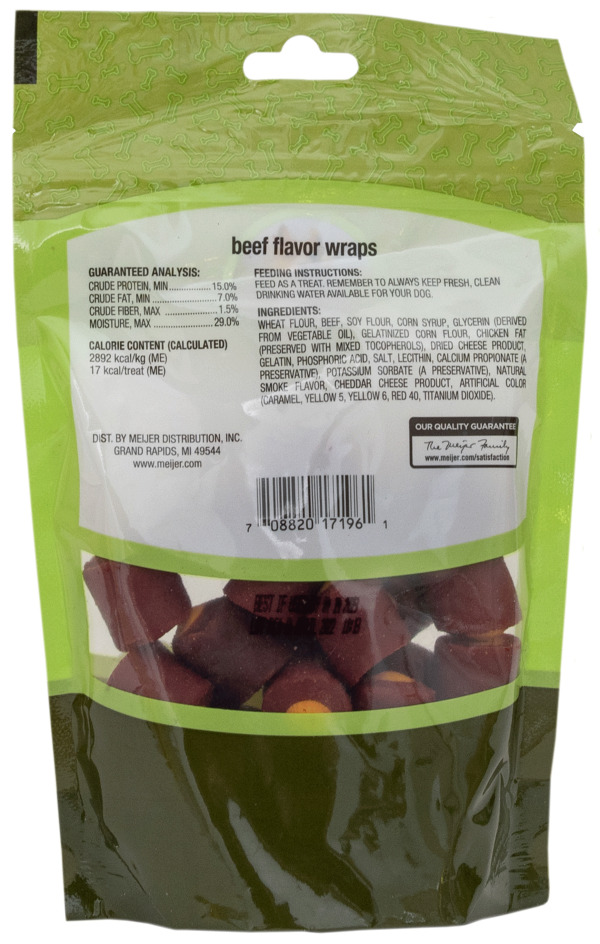 beef flavor wraps
GUARANTEED ANALYSIS:
CRUDE PROTEIN, MIN.................. 15.0%
CRUDE FAT, MIN ........................ 7.0%
CRUDE FIBER, MAX ..................... 1.5%
MOISTURE, MAX ........................ 29.0%
CALORIE CONTENT (CALCULATED)
2892 kcal/kg (ME)
17 kcal/treat (ME)
FEEDING INSTRUCTIONS:
FEED AS A TREAT. REMEMBER TO ALWAYS KEEP FRESH, CLEAN
DRINKING WATER AVAILABLE FOR YOUR DOG.
INGREDIENTS:
WHEAT FLOUR, BEEF, SOY FLOUR, CORN SYRUP, GLYCERIN (DERIVED
FROM VEGETABLE OIL), GELATINIZED CORN FLOUR, CHICKEN FAT
(PRESERVED WITH MIXED TOCOPHEROLS), DRIED CHEESE PRODUCT,
GELATIN, PHOSPHORIC ACID, SALT, LECITHIN, CALCIUM PROPIONATE (A
PRESERVATIVE), POTASSIUM SORBATE (A PRESERVATIVE), NATURAL
SMOKE FLAVOR, CHEDDAR CHEESE PRODUCT, ARTIFICIAL COLOR
(CARAMEL, YELLOW 5, YELLOW 6, RED 40, TITANIUM DIOXIDE).
DIST. BY MEIJER DISTRIBUTION, INC.
GRAND RAPIDS, MI 49544
www.meijer.com
OUR QUALITY GUARANTEE
The Meijer Family
www.meijer.com/satisfaction
7 08820 17196 1
BEST